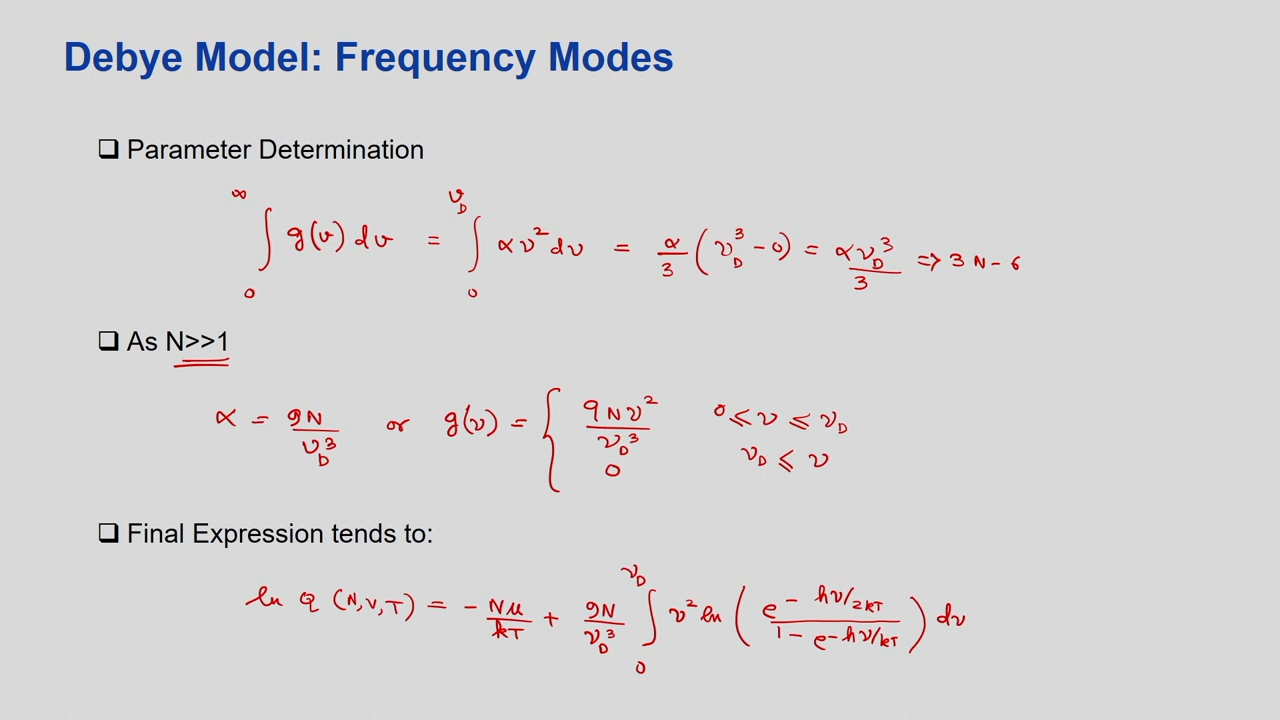 Debye Model: Frequency Modes
❑ Parameter Determination
∫₀^∞ g(ν) dν = ∫₀^{ν_D} αν² dν = α/3 (ν_D³ − 0) = αν_D³/3 ⇒ 3N − 6
❑ As N>>1
α = 9N/ν_D³ or g(ν) = { 9Nν²/ν_D³ 0 ≤ ν ≤ ν_D
0 ν_D ≤ ν
❑ Final Expression tends to:
ln Q (N,V,T) = − Nu/kT + 9N/ν_D³ ∫₀^{ν_D} ν² ln ( e^{−hν/2kT} / 1 − e^{−hν/kT} ) dν